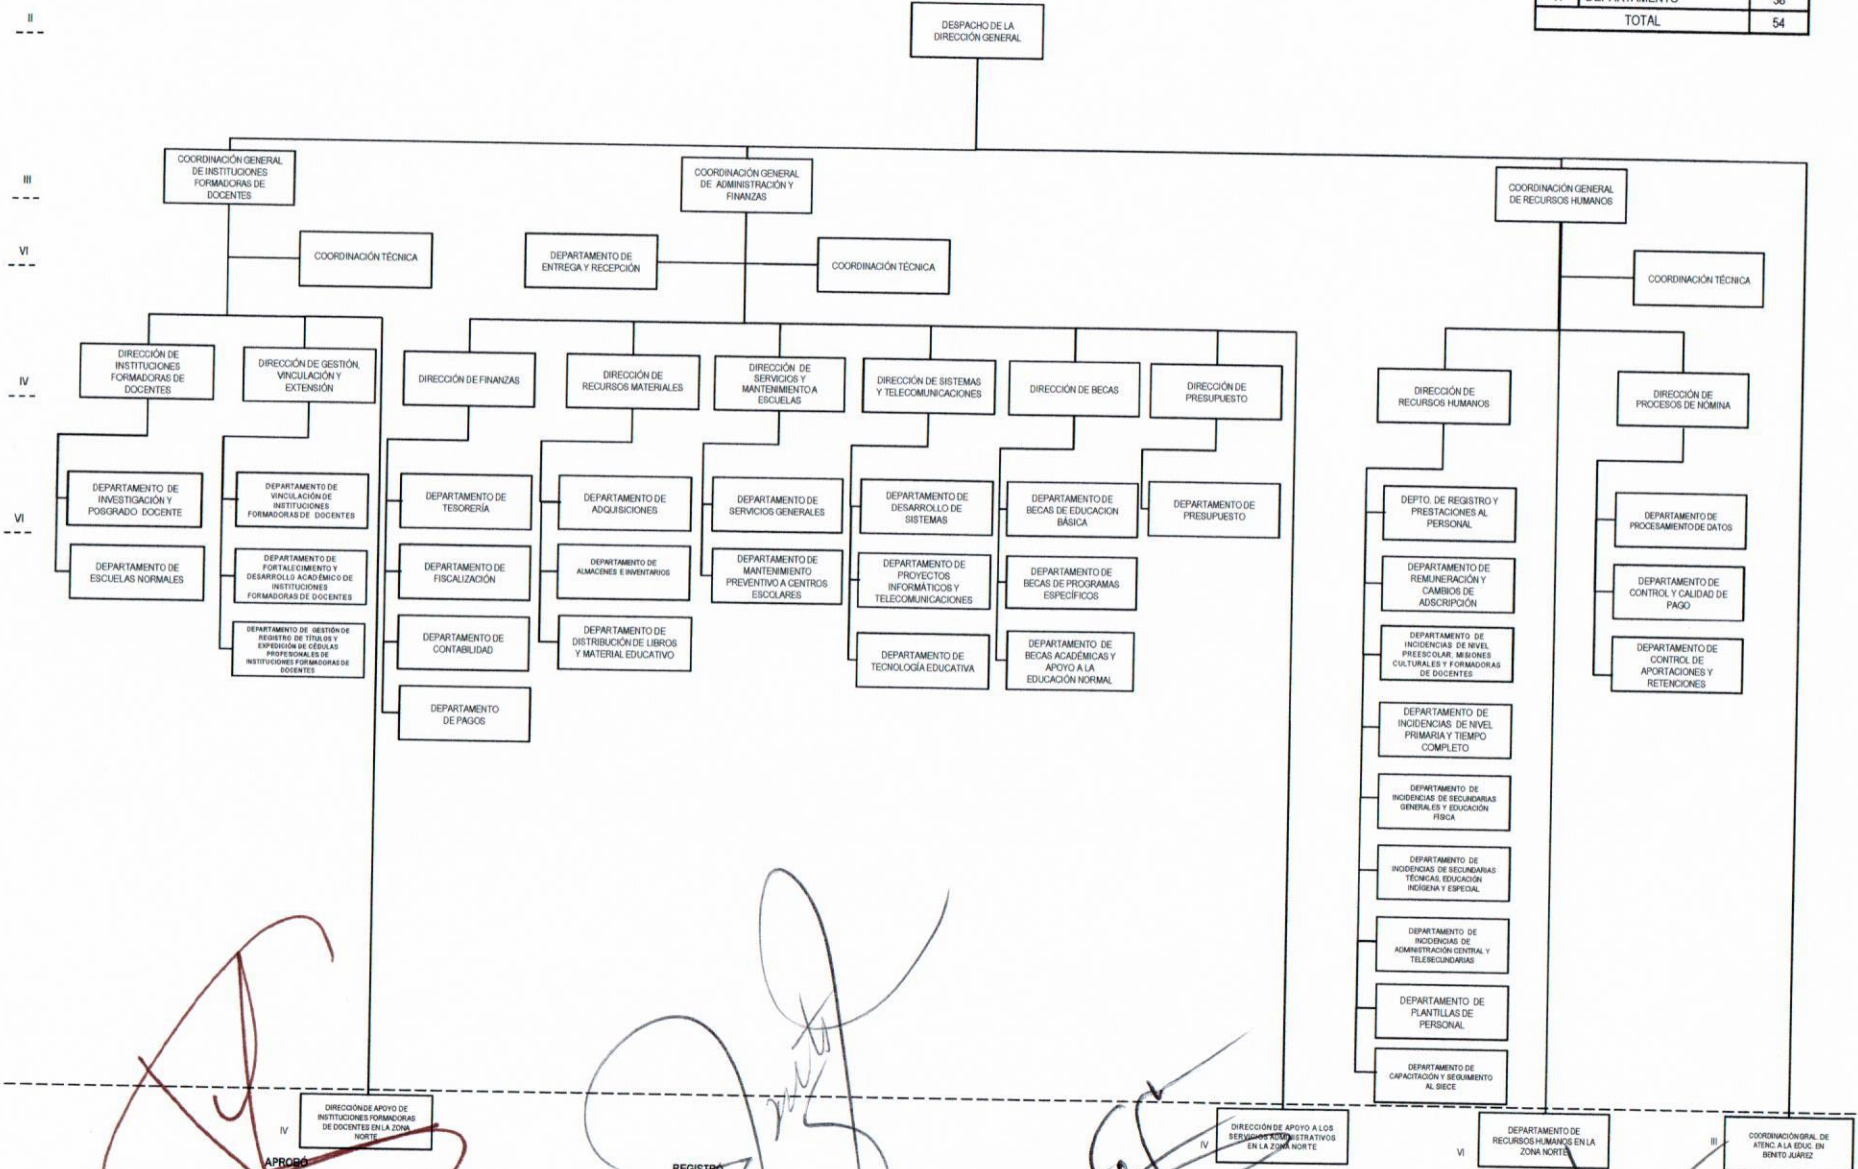 II
DESPACHO DE LA
DIRECCIÓN GENERAL
DEPARTAMENTO
TOTAL
54
III
COORDINACIÓN GENERAL
DE INSTITUCIONES
FORMADORAS DE
DOCENTES
COORDINACIÓN GENERAL
DE ADMINISTRACIÓN Y
FINANZAS
COORDINACIÓN GENERAL
DE RECURSOS HUMANOS
VI
COORDINACIÓN TÉCNICA
DEPARTAMENTO DE
ENTREGA Y RECEPCIÓN
COORDINACIÓN TÉCNICA
COORDINACIÓN TÉCNICA
IV
DIRECCIÓN DE
INSTITUCIONES
FORMADORAS DE
DOCENTES
DIRECCIÓN DE GESTIÓN,
VINCULACIÓN Y
EXTENSIÓN
DIRECCIÓN DE FINANZAS
DIRECCIÓN DE
RECURSOS MATERIALES
DIRECCIÓN DE
SERVICIOS Y
MANTENIMIENTO A
ESCUELAS
DIRECCIÓN DE SISTEMAS
Y TELECOMUNICACIONES
DIRECCIÓN DE BECAS
DIRECCIÓN DE
PRESUPUESTO
DIRECCIÓN DE
RECURSOS HUMANOS
DIRECCIÓN DE
PROCESOS DE NÓMINA
VI
DEPARTAMENTO DE
INVESTIGACIÓN Y
POSGRADO DOCENTE
DEPARTAMENTO DE
ESCUELAS NORMALES
DEPARTAMENTO DE
VINCULACIÓN DE
INSTITUCIONES
FORMADORAS DE DOCENTES
DEPARTAMENTO DE
FORTALECIMIENTO Y
DESARROLLO ACADÉMICO DE
INSTITUCIONES
FORMADORAS DE DOCENTES
DEPARTAMENTO DE GESTIÓN DE
REGISTRO DE TÍTULOS Y
EXPEDICIÓN DE CÉDULAS
PROFESIONALES DE
INSTITUCIONES FORMADORAS DE
DOCENTES
DEPARTAMENTO DE
TESORERÍA
DEPARTAMENTO DE
FISCALIZACIÓN
DEPARTAMENTO DE
CONTABILIDAD
DEPARTAMENTO
DE PAGOS
DEPARTAMENTO DE
ADQUISICIONES
DEPARTAMENTO DE
ALMACENES E INVENTARIOS
DEPARTAMENTO DE
DISTRIBUCIÓN DE LIBROS
Y MATERIAL EDUCATIVO
DEPARTAMENTO DE
SERVICIOS GENERALES
DEPARTAMENTO DE
MANTENIMIENTO
PREVENTIVO A CENTROS
ESCOLARES
DEPARTAMENTO DE
DESARROLLO DE
SISTEMAS
DEPARTAMENTO DE
PROYECTOS
INFORMÁTICOS Y
TELECOMUNICACIONES
DEPARTAMENTO DE
TECNOLOGÍA EDUCATIVA
DEPARTAMENTO DE
BECAS DE EDUCACION
BÁSICA
DEPARTAMENTO DE
BECAS DE PROGRAMAS
ESPECÍFICOS
DEPARTAMENTO DE
BECAS ACADÉMICAS Y
APOYO A LA
EDUCACIÓN NORMAL
DEPARTAMENTO DE
PRESUPUESTO
DEPTO. DE REGISTRO Y
PRESTACIONES AL
PERSONAL
DEPARTAMENTO DE
REMUNERACIÓN Y
CAMBIOS DE
ADSCRIPCIÓN
DEPARTAMENTO DE
INCIDENCIAS DE NIVEL
PREESCOLAR, MISIONES
CULTURALES Y FORMADORAS
DE DOCENTES
DEPARTAMENTO DE
INCIDENCIAS DE NIVEL
PRIMARIA Y TIEMPO
COMPLETO
DEPARTAMENTO DE
INCIDENCIAS DE SECUNDARIAS
GENERALES Y EDUCACIÓN
FÍSICA
DEPARTAMENTO DE
INCIDENCIAS DE SECUNDARIAS
TÉCNICAS, EDUCACIÓN
INDÍGENA Y ESPECIAL
DEPARTAMENTO DE
INCIDENCIAS DE
ADMINISTRACIÓN CENTRAL Y
TELESECUNDARIAS
DEPARTAMENTO DE
PLANTILLAS DE
PERSONAL
DEPARTAMENTO DE
CAPACITACIÓN Y SEGUIMIENTO
AL SIECE
DEPARTAMENTO DE
PROCESAMIENTO DE DATOS
DEPARTAMENTO DE
CONTROL Y CALIDAD DE
PAGO
DEPARTAMENTO DE
CONTROL DE
APORTACIONES Y
RETENCIONES
IV
DIRECCIÓN DE APOYO DE
INSTITUCIONES FORMADORAS
DE DOCENTES EN LA ZONA
NORTE
IV
DIRECCIÓN DE APOYO A LOS
SERVICIOS ADMINISTRATIVOS
EN LA ZONA NORTE
VI
DEPARTAMENTO DE
RECURSOS HUMANOS EN LA
ZONA NORTE
III
COORDINACIÓN GRAL. DE
ATENC. A LA EDUC. EN
BENITO JUÁREZ
APROBÓ
REGISTRÓ